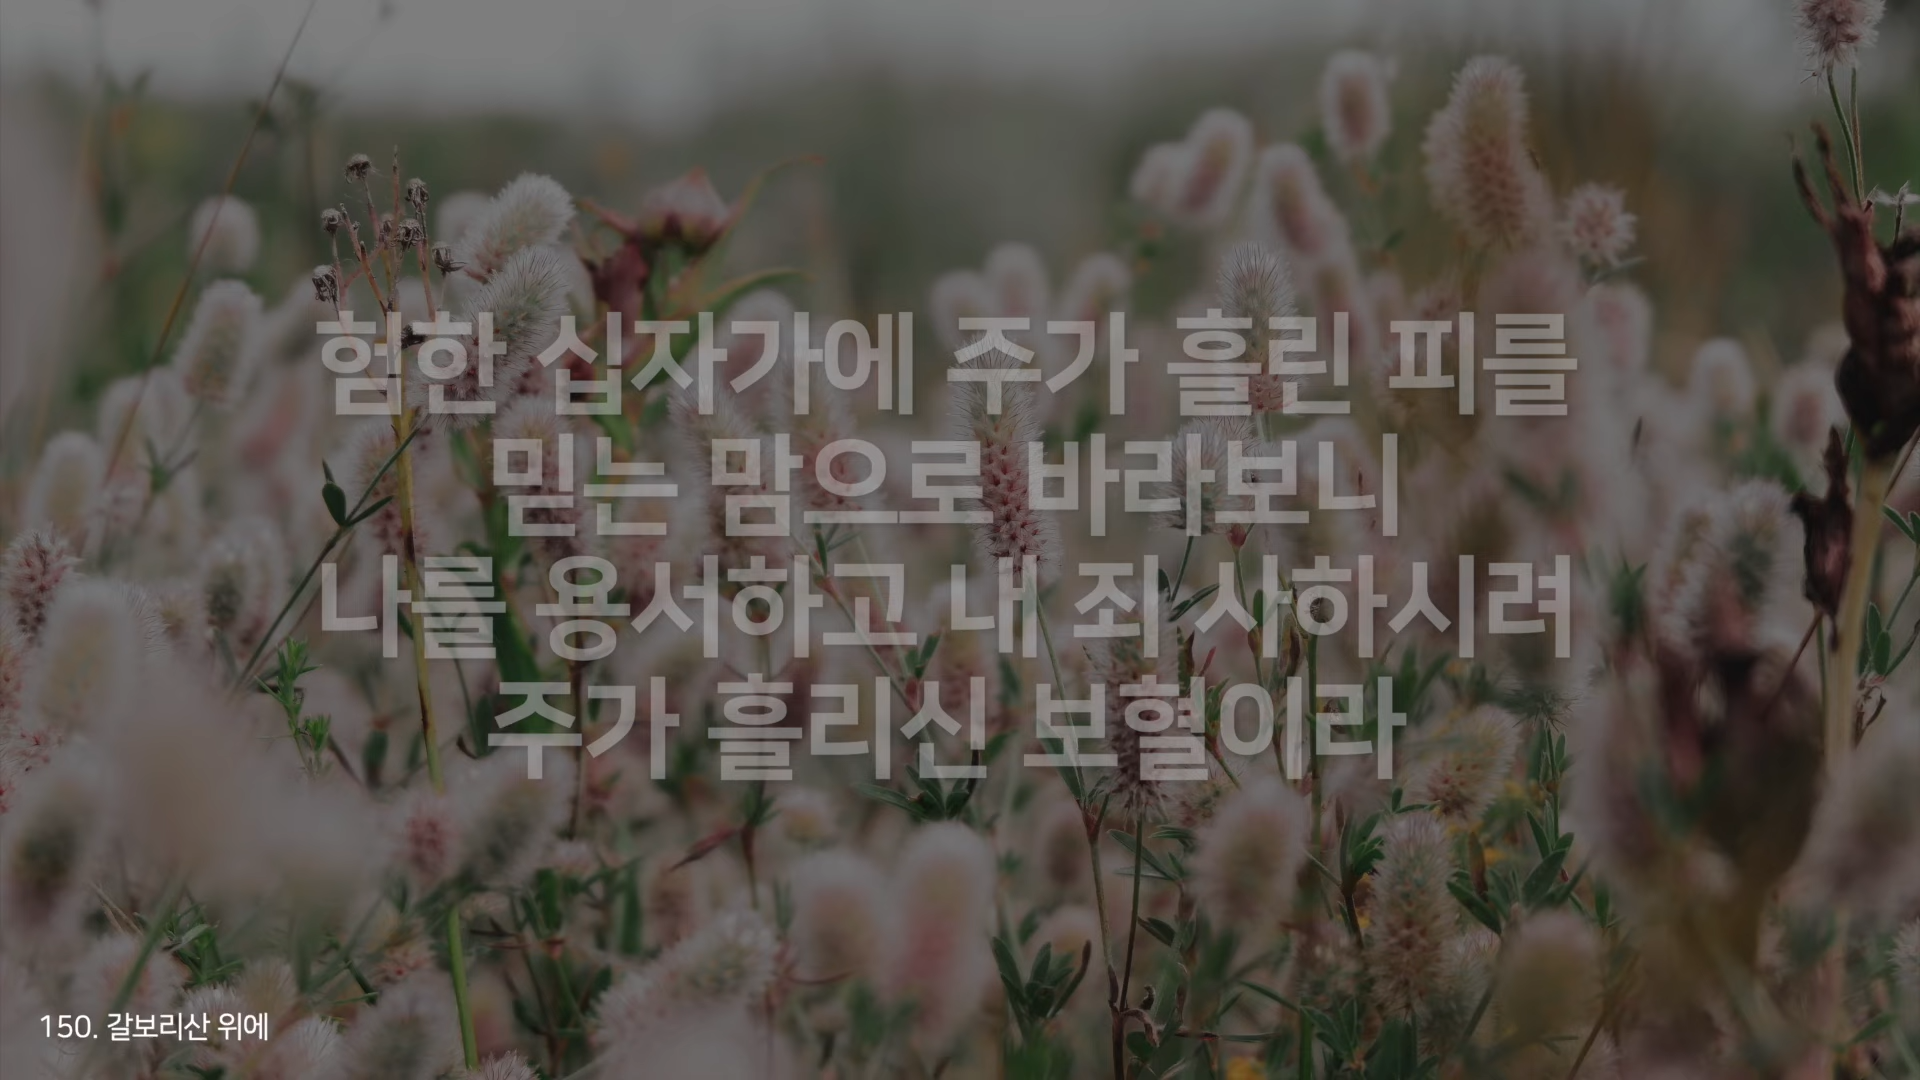 험한 십자가에 주가 흘린 피를
믿는 맘으로 바라보니
나를 용서하고 내 죄 사하시려
주가 흘리신 보혈이라
150. 갈보리산 위에